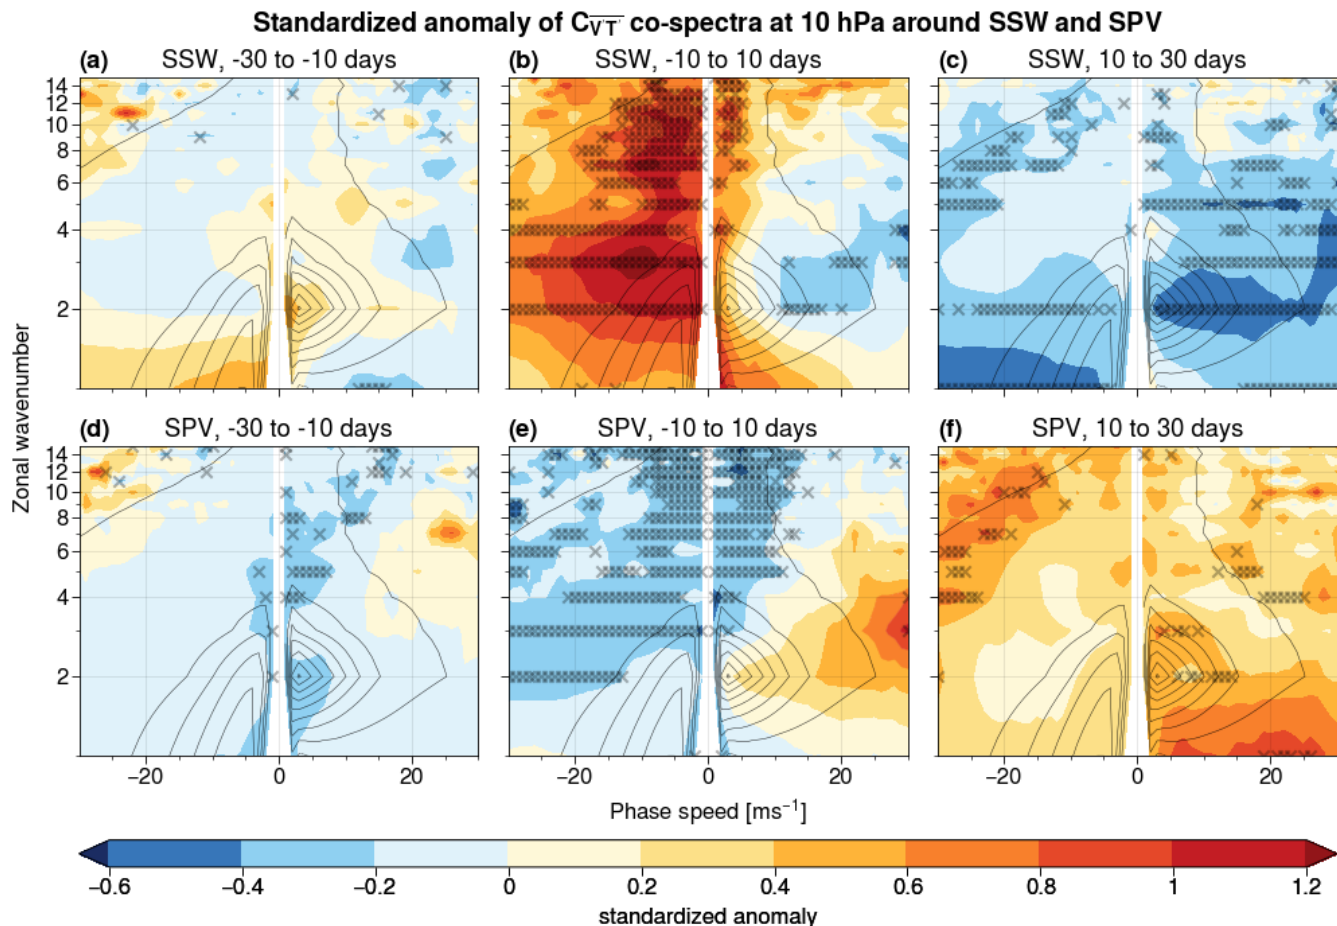 Standardized anomaly of C_{\overline{V'T'}} co-spectra at 10 hPa around SSW and SPV
(a) SSW, -30 to -10 days
(b) SSW, -10 to 10 days
(c) SSW, 10 to 30 days
14
12
10
8
6
4
2
Zonal wavenumber
(d) SPV, -30 to -10 days
(e) SPV, -10 to 10 days
(f) SPV, 10 to 30 days
14
12
10
8
6
4
2
−20 0 20
−20 0 20
−20 0 20
Phase speed [ms⁻¹]
−0.6 −0.4 −0.2 0 0.2 0.4 0.6 0.8 1 1.2
standardized anomaly